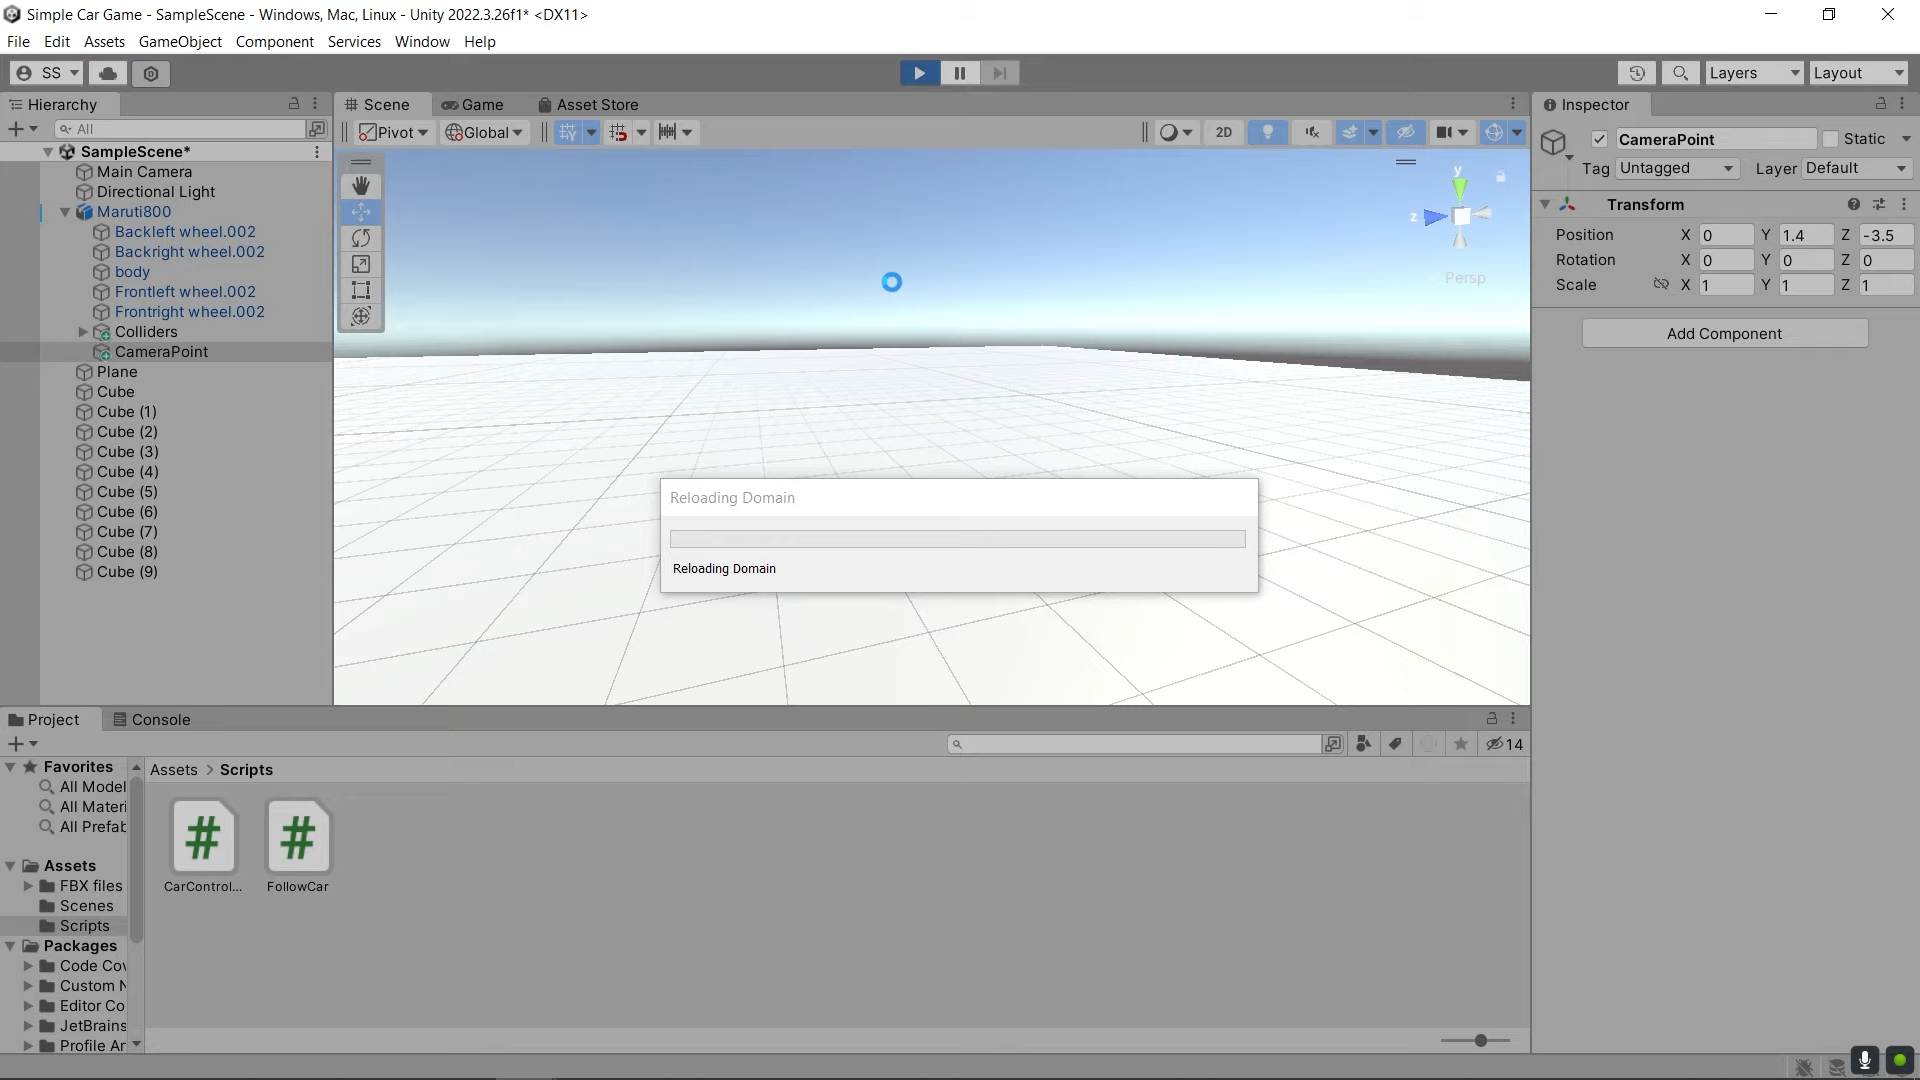 Simple Car Game - SampleScene - Windows, Mac, Linux - Unity 2022.3.26f1* <DX11>
File Edit Assets GameObject Component Services Window Help
SS Layers Layout
Hierarchy
All
SampleScene*
Main Camera
Directional Light
Maruti800
Backleft wheel.002
Backright wheel.002
body
Frontleft wheel.002
Frontright wheel.002
Colliders
CameraPoint
Plane
Cube
Cube (1)
Cube (2)
Cube (3)
Cube (4)
Cube (5)
Cube (6)
Cube (7)
Cube (8)
Cube (9)
Scene Game Asset Store
Pivot Global 2D
y
z
Persp
Reloading Domain
Reloading Domain
Inspector
CameraPoint Static
Tag Untagged Layer Default
Transform
Position X 0 Y 1.4 Z -3.5
Rotation X 0 Y 0 Z 0
Scale X 1 Y 1 Z 1
Add Component
Project Console
14
Favorites
All Model
All Materi
All Prefab
Assets
FBX files
Scenes
Scripts
Packages
Code Cov
Custom N
Editor Co
JetBrains
Profile An
Assets > Scripts
CarControl...
FollowCar